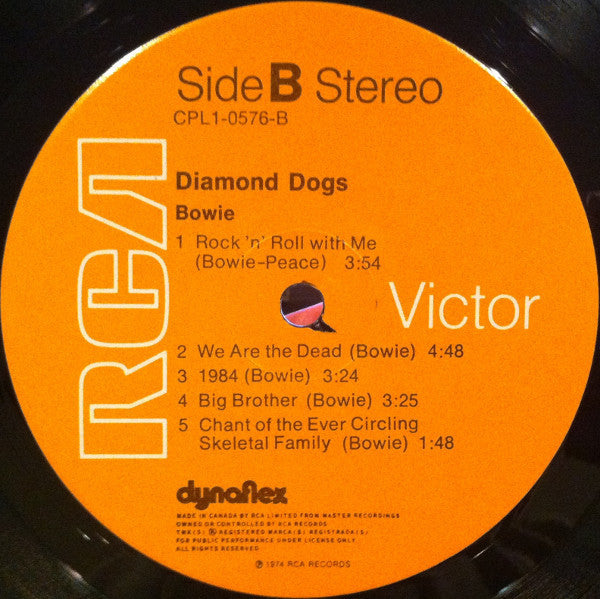 Side B Stereo
CPL1-0576-B
RCA
Diamond Dogs
Bowie
1 Rock 'n' Roll with Me
(Bowie-Peace) 3:54
Victor
2 We Are the Dead (Bowie) 4:48
3 1984 (Bowie) 3:24
4 Big Brother (Bowie) 3:25
5 Chant of the Ever Circling
Skeletal Family (Bowie) 1:48
dynaflex
MADE IN CANADA BY RCA LIMITED FROM MASTER RECORDINGS
OWNED OR CONTROLLED BY RCA RECORDS
TMK(S) ® REGISTERED MARCA(S) REGISTRADA(S)
FOR PUBLIC PERFORMANCE UNDER LICENSE ONLY
ALL RIGHTS RESERVED
℗ 1974 RCA RECORDS